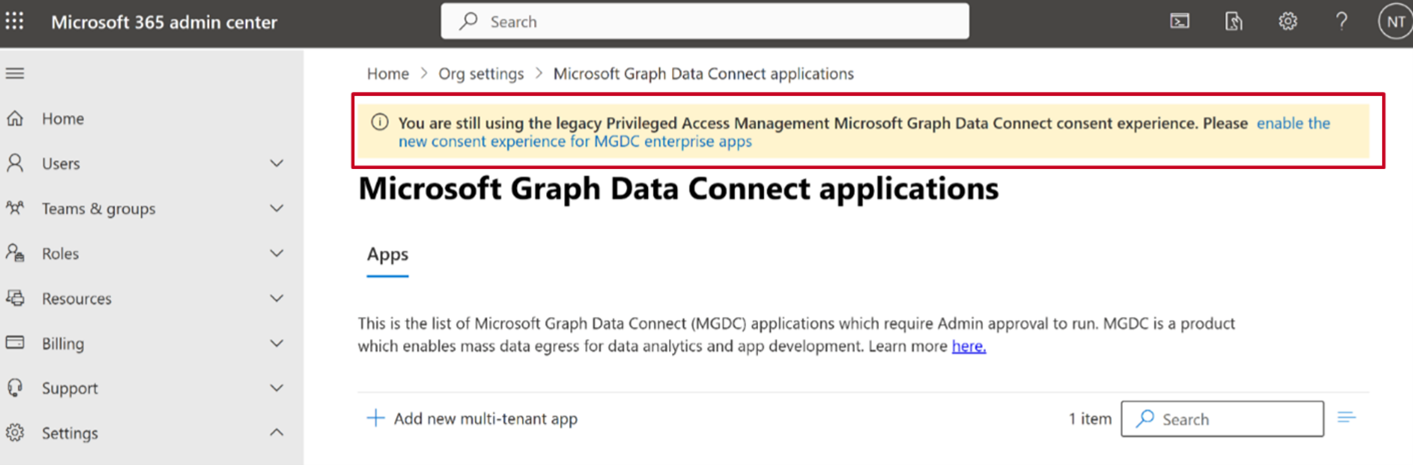 Microsoft 365 admin center
Search
NT
Home
Users
Teams & groups
Roles
Resources
Billing
Support
Settings
Home > Org settings > Microsoft Graph Data Connect applications
You are still using the legacy Privileged Access Management Microsoft Graph Data Connect consent experience. Please enable the
new consent experience for MGDC enterprise apps
Microsoft Graph Data Connect applications
Apps
This is the list of Microsoft Graph Data Connect (MGDC) applications which require Admin approval to run. MGDC is a product
which enables mass data egress for data analytics and app development. Learn more here.
+ Add new multi-tenant app
1 item
Search